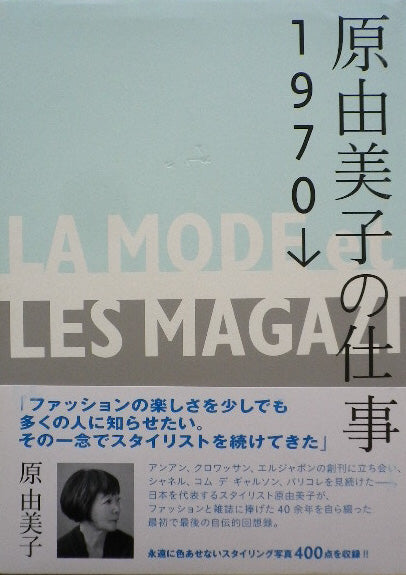 原由美子の仕事
1970→
LA MODE et
LES MAGAZI
「ファッションの楽しさを少しでも
多くの人に知らせたい。
その一念でスタイリストを続けてきた」
原由美子
アンアン、クロワッサン、エルジャポンの創刊に立ち会い、
シャネル、コム デ ギャルソン、パリコレを見続けた――。
日本を代表するスタイリスト原由美子が、
ファッションと雑誌に捧げた40余年を自ら綴った
最初で最後の自伝的回想録。
永遠に色あせないスタイリング写真400点を収録!!